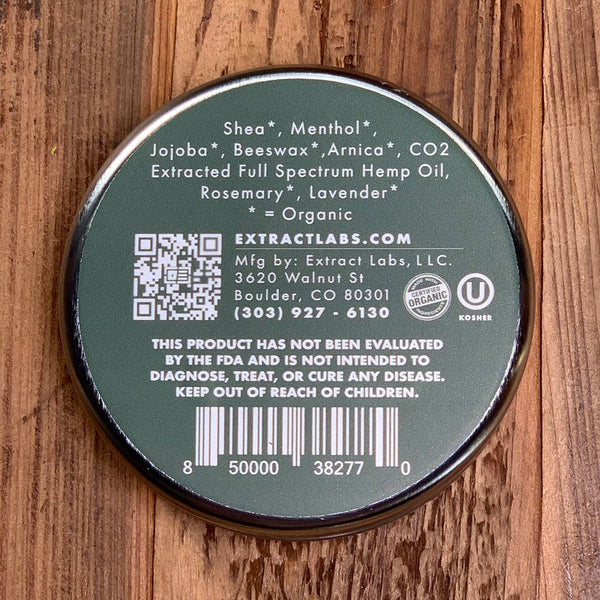 Shea*, Menthol*,
Jojoba*, Beeswax*,Arnica*, CO2
Extracted Full Spectrum Hemp Oil,
Rosemary*, Lavender*
* = Organic
EXTRACTLABS.COM
Mfg by: Extract Labs, LLC.
3620 Walnut St
Boulder, CO 80301
(303) 927 - 6130
CERTIFIED
ORGANIC
INGREDIENTS
U
KOSHER
THIS PRODUCT HAS NOT BEEN EVALUATED
BY THE FDA AND IS NOT INTENDED TO
DIAGNOSE, TREAT, OR CURE ANY DISEASE.
KEEP OUT OF REACH OF CHILDREN.
8 50000 38277 0